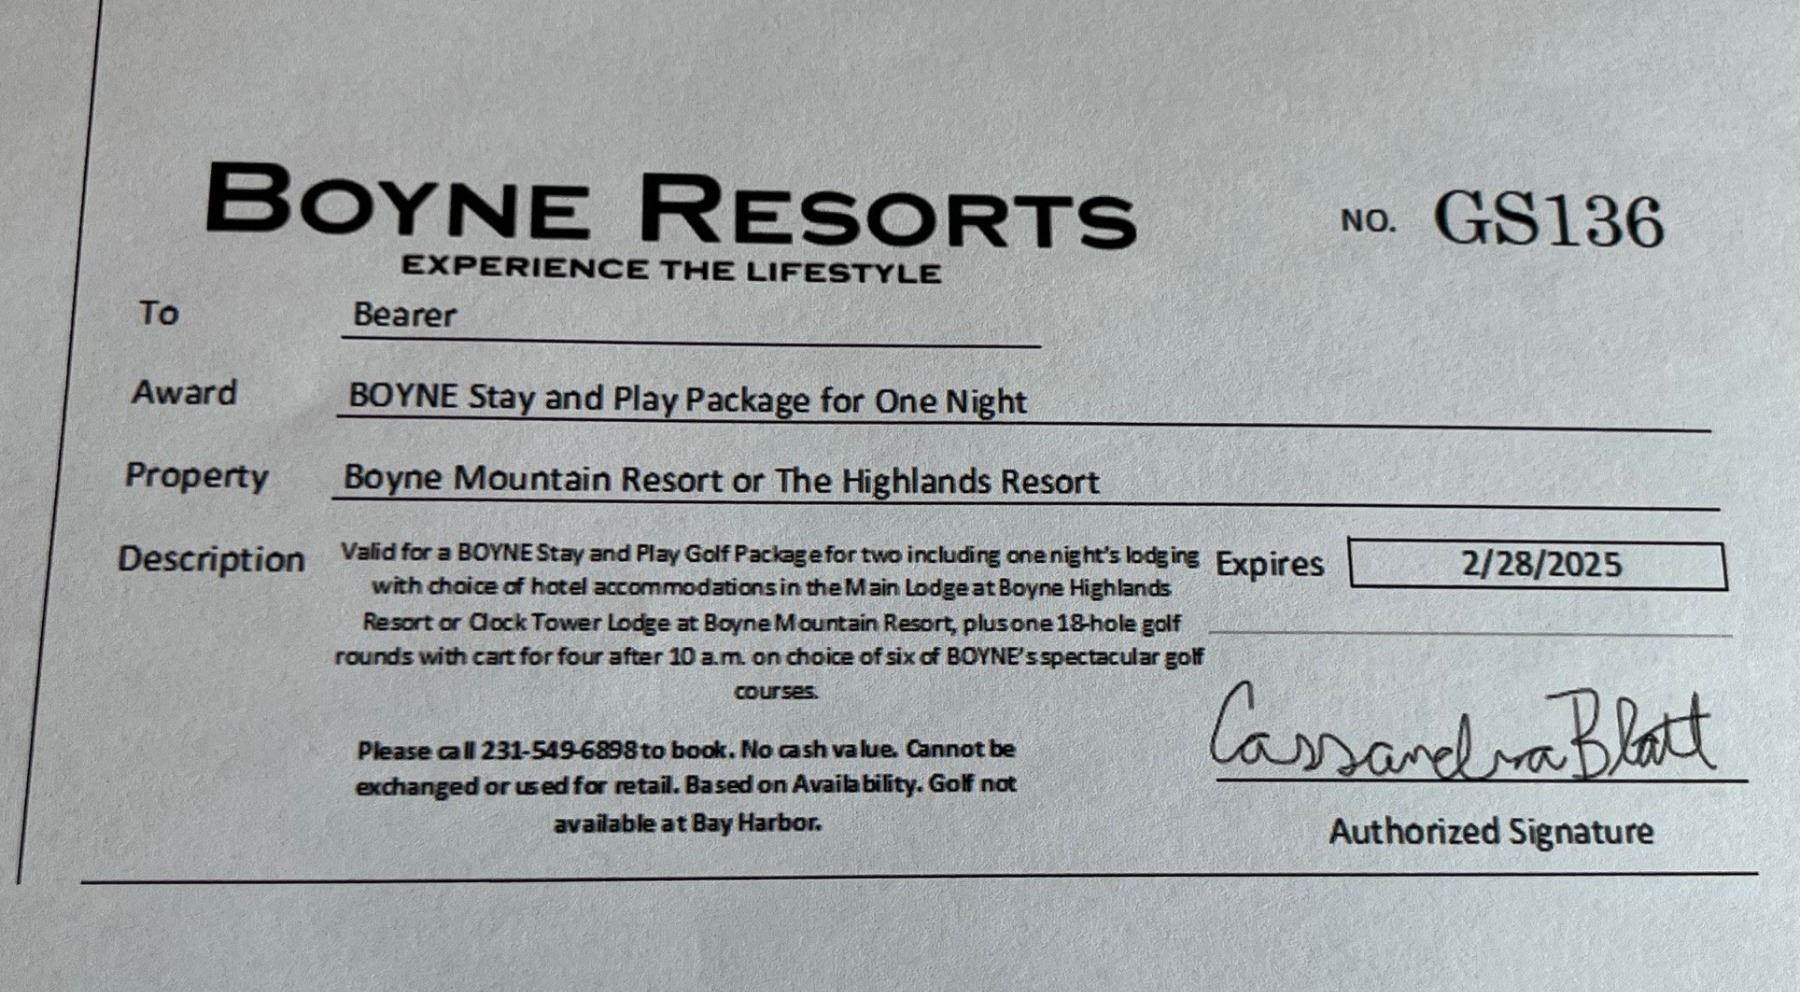 BOYNE RESORTS
EXPERIENCE THE LIFESTYLE
NO. GS136
To Bearer
Award BOYNE Stay and Play Package for One Night
Property Boyne Mountain Resort or The Highlands Resort
Description Valid for a BOYNE Stay and Play Golf Package for two including one night's lodging
with choice of hotel accommodations in the Main Lodge at Boyne Highlands
Resort or Clock Tower Lodge at Boyne Mountain Resort, plus one 18-hole golf
rounds with cart for four after 10 a.m. on choice of six of BOYNE's spectacular golf
courses.
Please call 231-549-6898 to book. No cash value. Cannot be
exchanged or used for retail. Based on Availability. Golf not
available at Bay Harbor.
Expires 2/28/2025
Cassandra Blatt
Authorized Signature